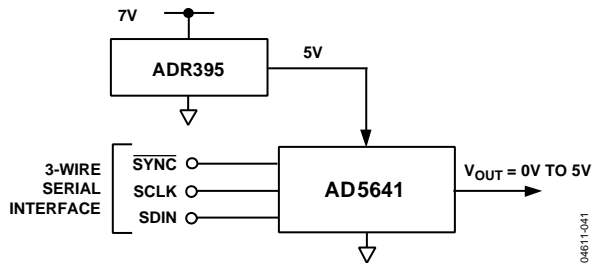 7V
ADR395
5V
3-WIRE
SERIAL
INTERFACE
SYNC
SCLK
SDIN
AD5641
VOUT = 0V TO 5V
04611-041